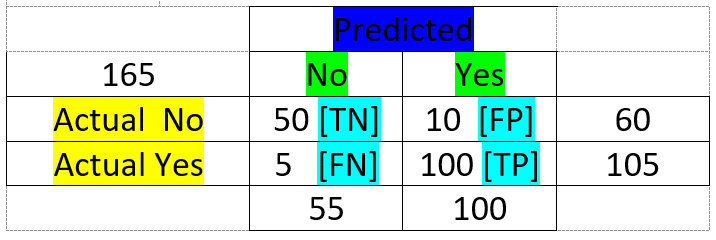 Predicted
165 No Yes
Actual No 50 [TN] 10 [FP] 60
Actual Yes 5 [FN] 100 [TP] 105
55 100